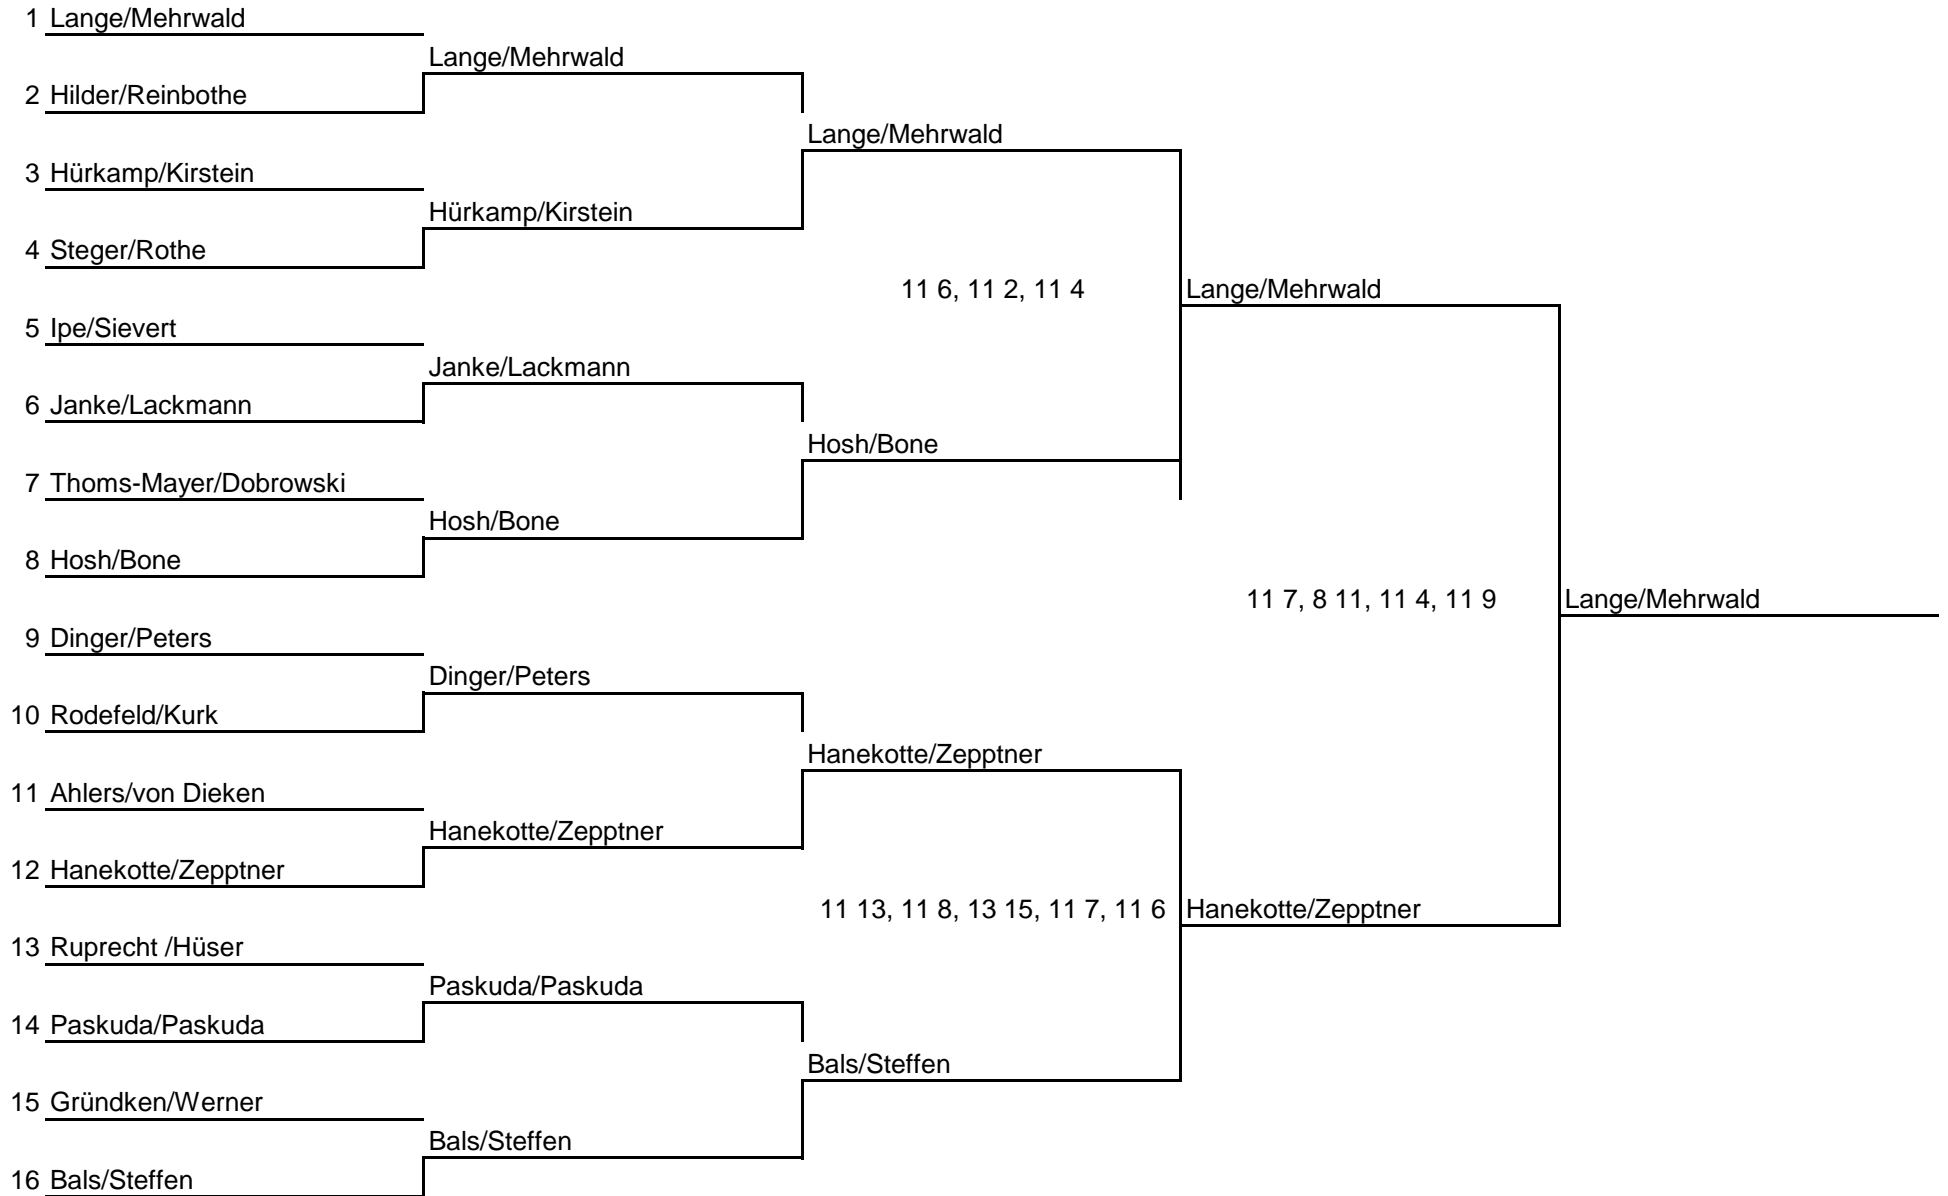 1 Lange/Mehrwald
Lange/Mehrwald
2 Hilder/Reinbothe
Lange/Mehrwald
3 Hürkamp/Kirstein
Hürkamp/Kirstein
4 Steger/Rothe
11 6, 11 2, 11 4
Lange/Mehrwald
5 Ipe/Sievert
Janke/Lackmann
6 Janke/Lackmann
Hosh/Bone
7 Thoms-Mayer/Dobrowski
Hosh/Bone
8 Hosh/Bone
11 7, 8 11, 11 4, 11 9
Lange/Mehrwald
9 Dinger/Peters
Dinger/Peters
10 Rodefeld/Kurk
Hanekotte/Zepptner
11 Ahlers/von Dieken
Hanekotte/Zepptner
12 Hanekotte/Zepptner
11 13, 11 8, 13 15, 11 7, 11 6
Hanekotte/Zepptner
13 Ruprecht /Hüser
Paskuda/Paskuda
14 Paskuda/Paskuda
Bals/Steffen
15 Gründken/Werner
Bals/Steffen
16 Bals/Steffen